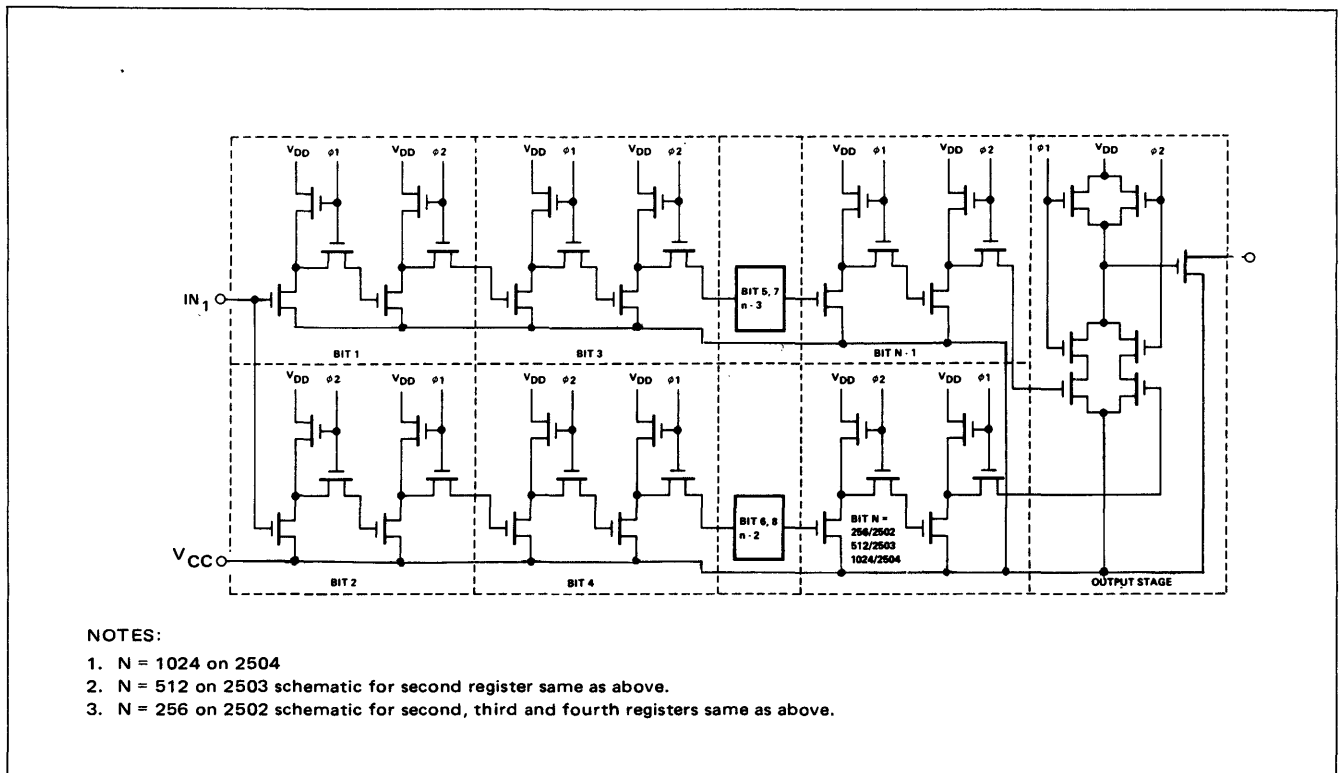 VDD φ1 VDD φ2 VDD φ1 VDD φ2 VDD φ1 VDD φ2 φ1 VDD φ2
IN1
BIT 5, 7
n - 3
BIT 1 BIT 3 BIT N - 1
VDD φ2 VDD φ1 VDD φ2 VDD φ1 VDD φ2 VDD φ1
BIT 6, 8
n - 2
BIT N =
256/2502
512/2503
1024/2504
VCC
BIT 2 BIT 4 OUTPUT STAGE
NOTES:
1. N = 1024 on 2504
2. N = 512 on 2503 schematic for second register same as above.
3. N = 256 on 2502 schematic for second, third and fourth registers same as above.